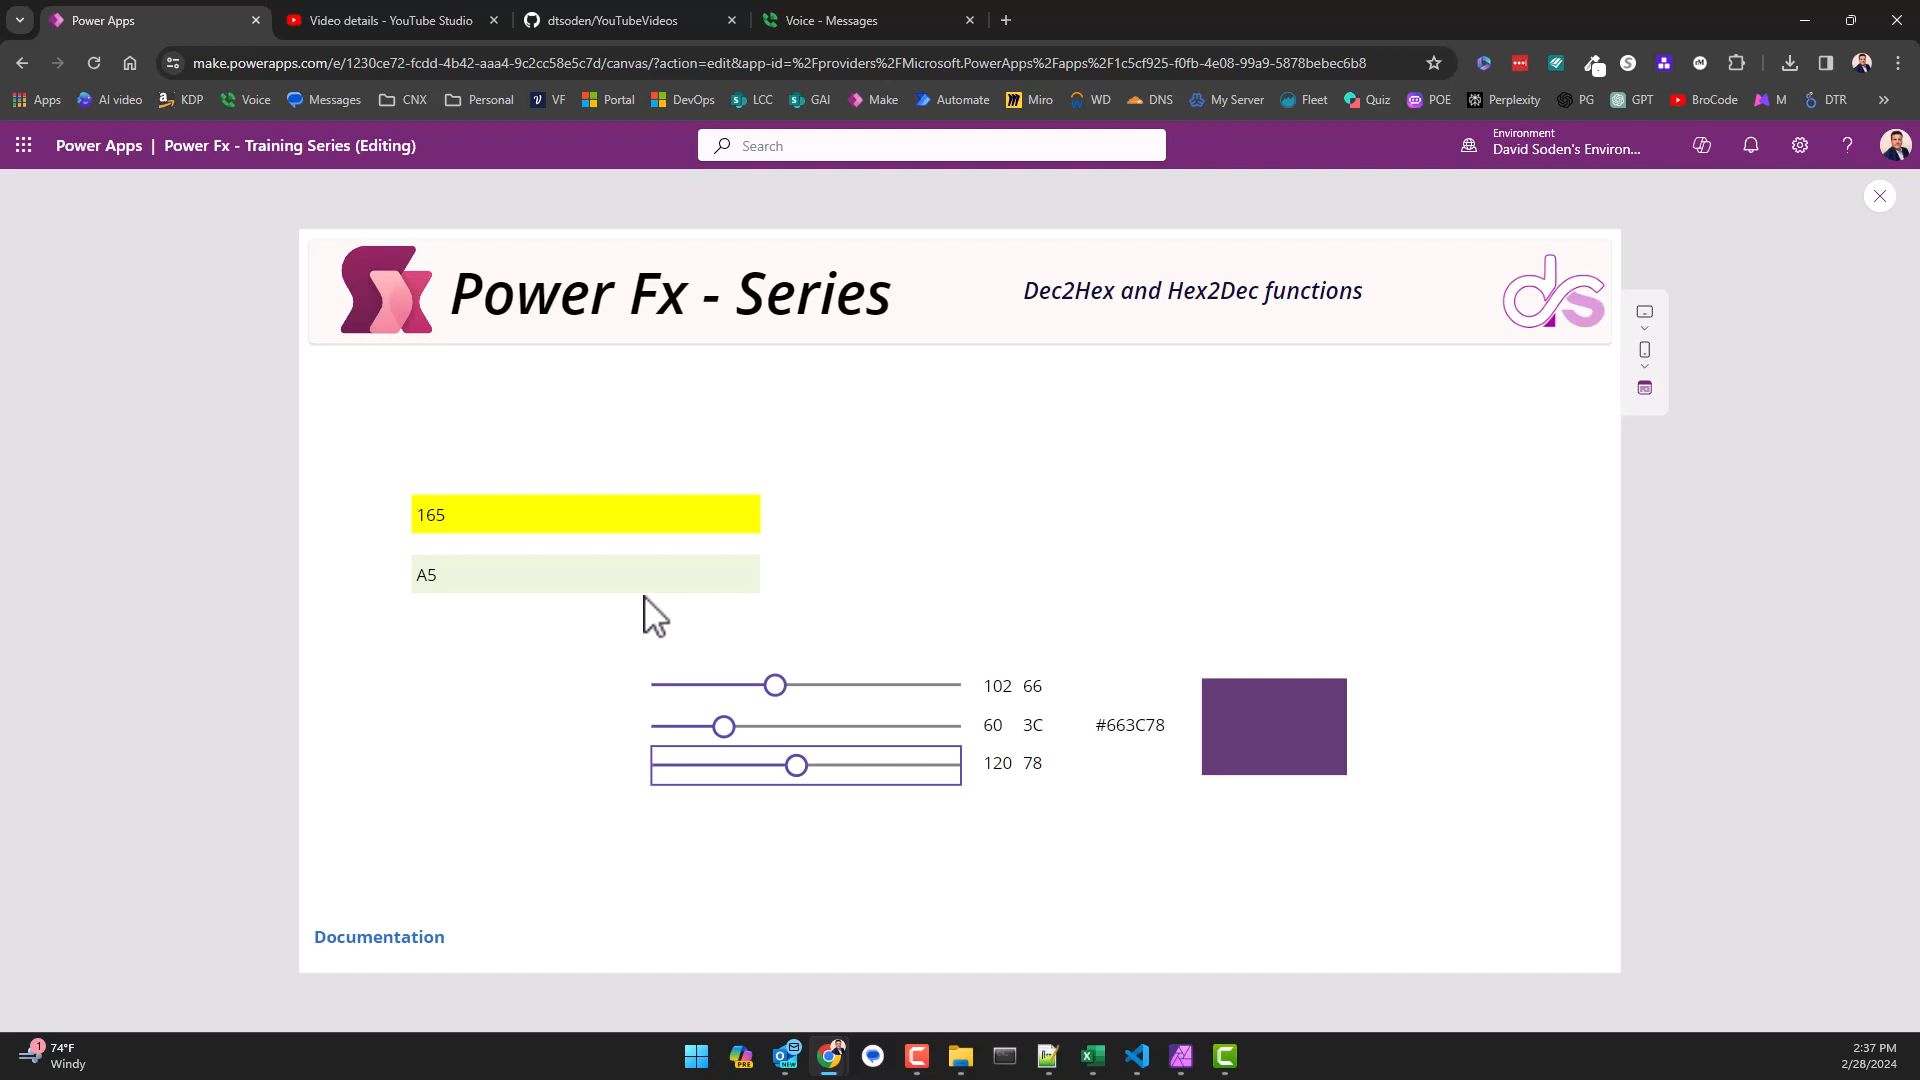 Power Apps
Video details - YouTube Studio
dtsoden/YouTubeVideos
Voice - Messages
make.powerapps.com/e/1230ce72-fcdd-4b42-aaa4-9c2cc58e5c7d/canvas/?action=edit&app-id=%2Fproviders%2FMicrosoft.PowerApps%2Fapps%2F1c5cf925-f0fb-4e08-99a9-5878bebec6b8
Apps
AI video
KDP
Voice
Messages
CNX
Personal
VF
Portal
DevOps
LCC
GAI
Make
Automate
Miro
WD
DNS
My Server
Fleet
Quiz
POE
Perplexity
PG
GPT
BroCode
M
DTR
Power Apps | Power Fx - Training Series (Editing)
Search
Environment
David Soden's Environ...
Power Fx - Series
Dec2Hex and Hex2Dec functions
ds
165
A5
102 66
60 3C
#663C78
120 78
Documentation
1
74°F
Windy
PRE
NEW
2:37 PM
2/28/2024